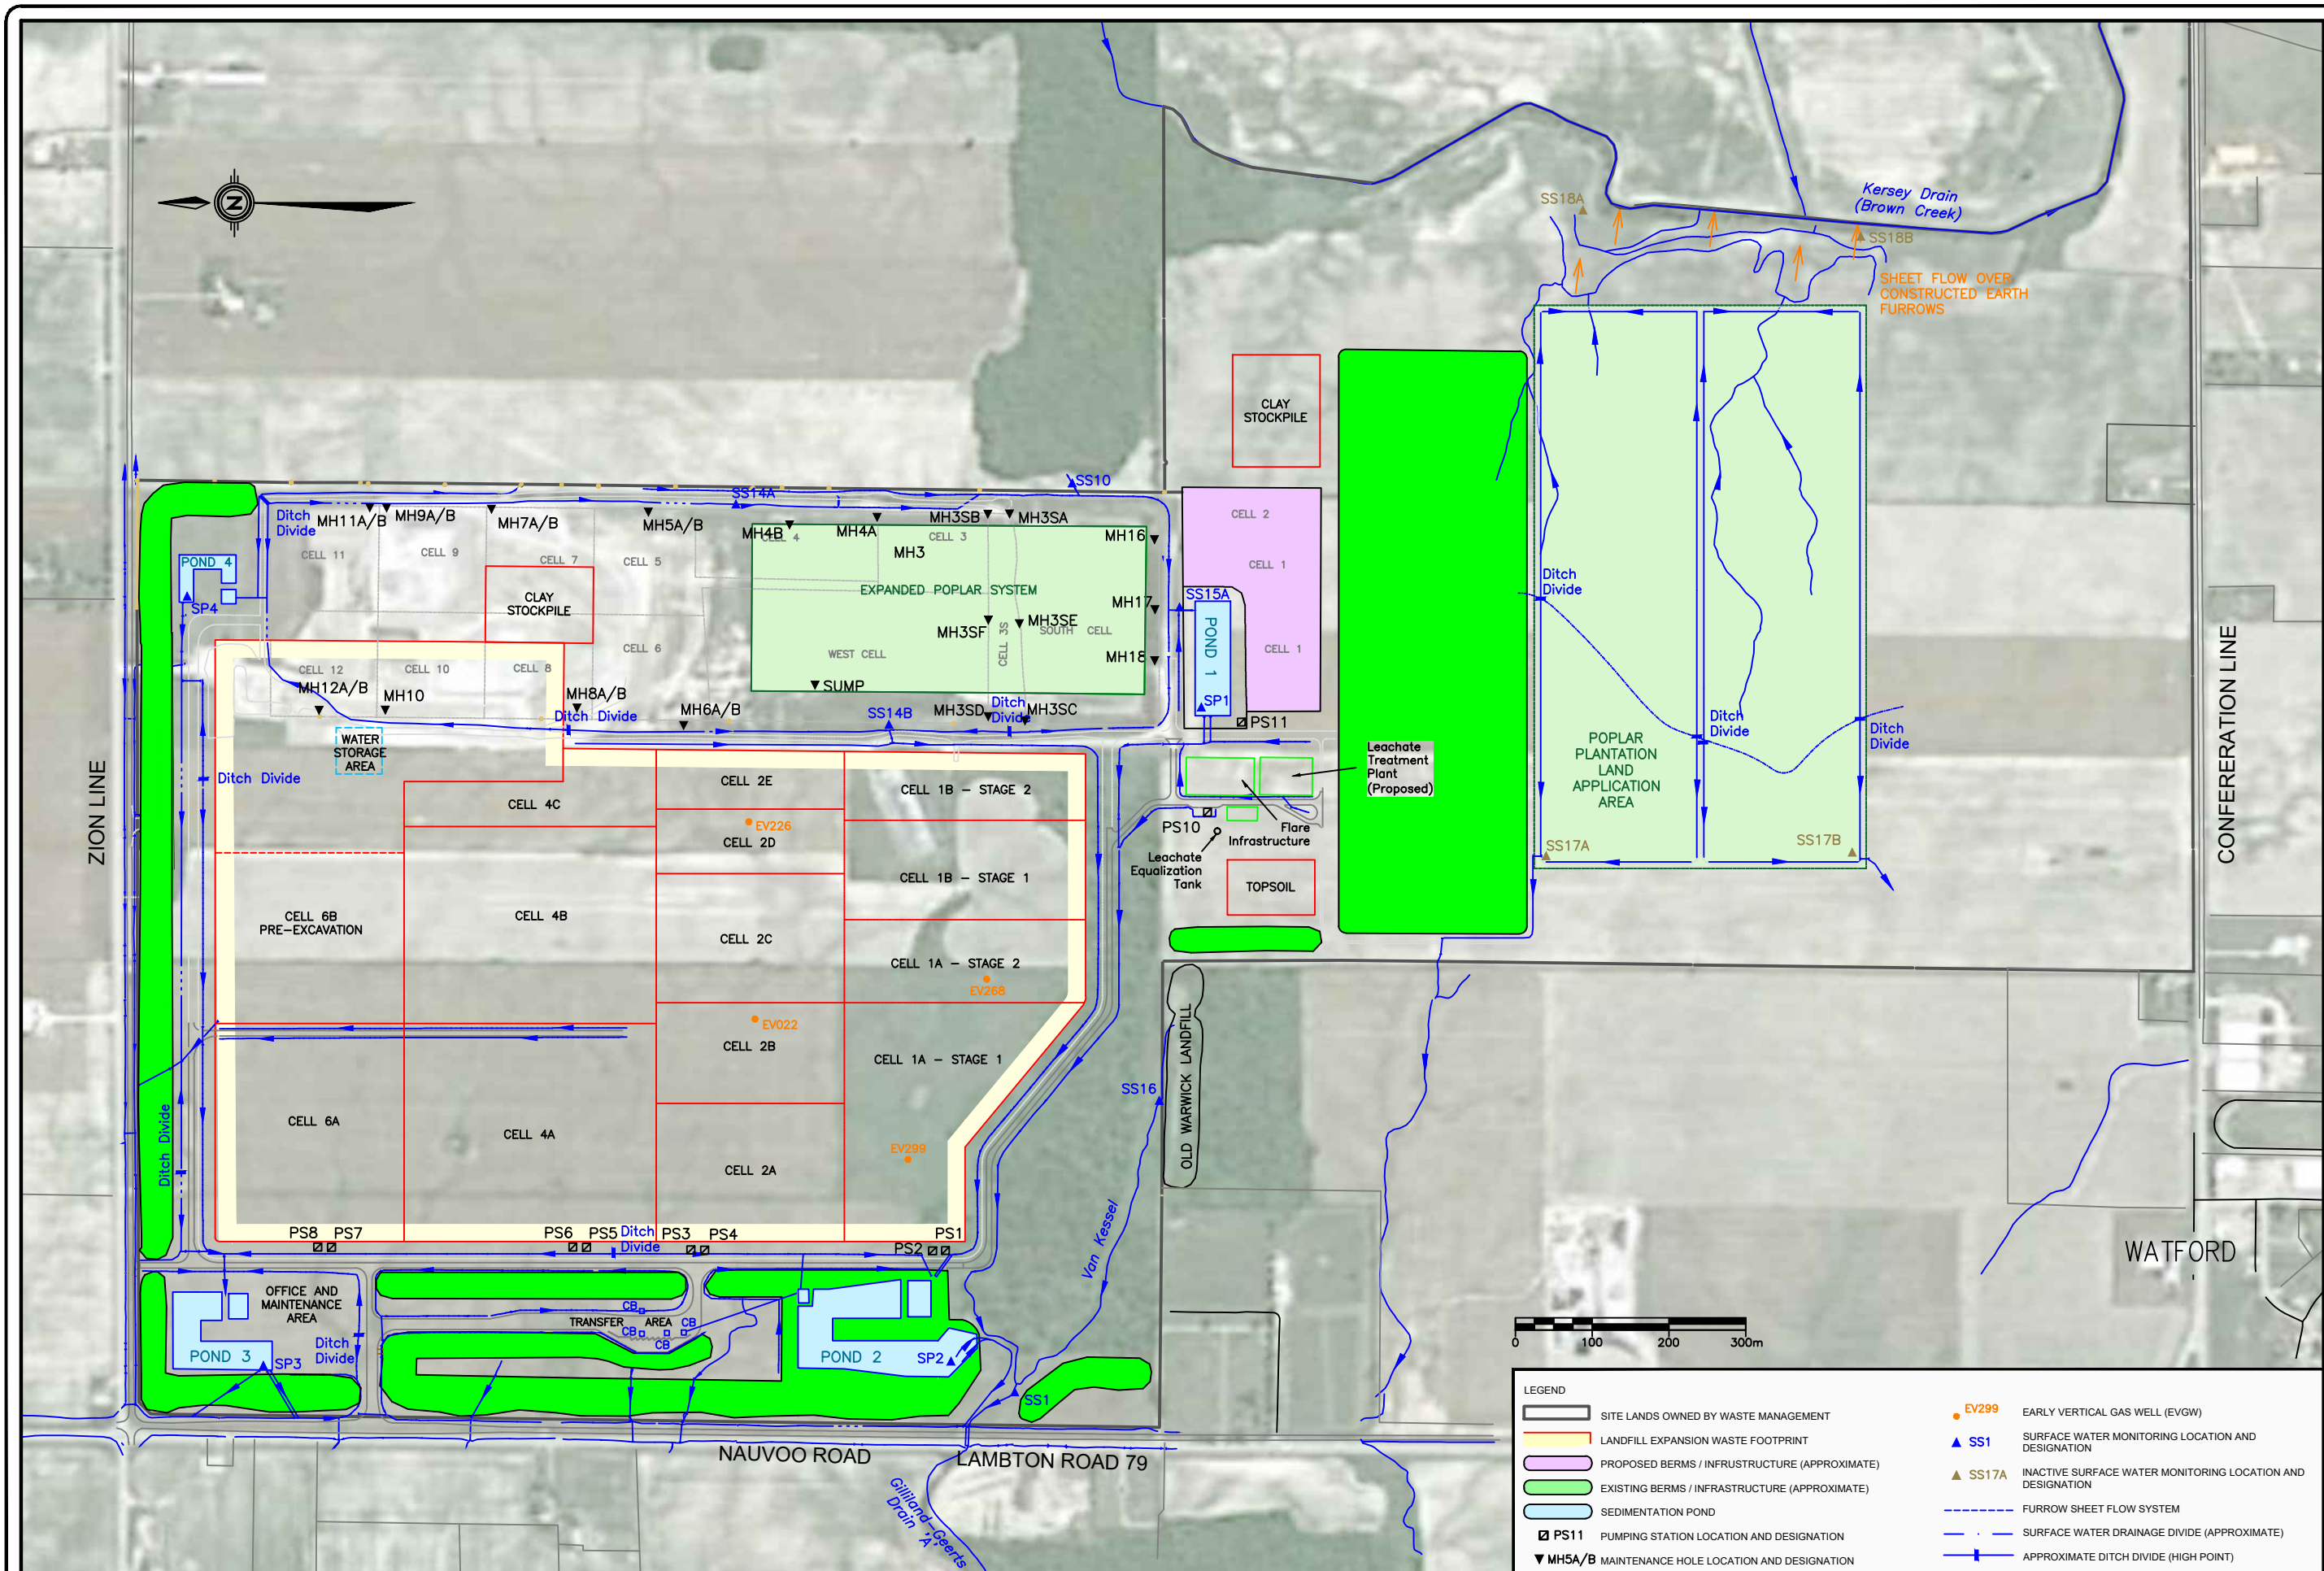 N
SS18A
Kersey Drain
(Brown Creek)
SS18B
SHEET FLOW OVER
CONSTRUCTED EARTH
FURROWS
CLAY
STOCKPILE
SS10
SS14A
Ditch
Divide
MH11A/B
MH9A/B
MH7A/B
MH5A/B
MH4B
MH4A
MH3SB
MH3SA
MH16
CELL 2
CELL 11
CELL 9
CELL 7
CELL 5
CELL 4
CELL 3
MH3
CELL 1
POND 4
SP4
CLAY
STOCKPILE
EXPANDED POPLAR SYSTEM
SS15A
MH17
Ditch
Divide
MH3SF
MH3SE
CELL 3S
SOUTH CELL
POND 1
CELL 1
CELL 6
WEST CELL
MH18
CELL 12
CELL 10
CELL 8
MH12A/B
MH10
MH8A/B
SUMP
SP1
Ditch Divide
MH6A/B
SS14B
MH3SD
Ditch
Divide
MH3SC
PS11
WATER
STORAGE
AREA
Ditch Divide
Leachate
Treatment
Plant
(Proposed)
POPLAR
PLANTATION
LAND
APPLICATION
AREA
Ditch
Divide
Ditch
Divide
ZION LINE
CONFEDERATION LINE
CELL 4C
CELL 2E
CELL 1B – STAGE 2
EV226
CELL 2D
PS10
Flare
Infrastructure
Leachate
Equalization
Tank
TOPSOIL
SS17A
SS17B
CELL 1B – STAGE 1
CELL 6B
PRE–EXCAVATION
CELL 4B
CELL 2C
CELL 1A – STAGE 2
EV268
EV022
CELL 2B
CELL 1A – STAGE 1
SS16
OLD WARWICK LANDFILL
Ditch Divide
CELL 6A
CELL 4A
CELL 2A
EV299
Van Kessel
PS8
PS7
PS6
PS5
Ditch
Divide
PS3
PS4
PS2
PS1
WATFORD
OFFICE AND
MAINTENANCE
AREA
TRANSFER AREA
CB
CB
CB
CB
Ditch
Divide
POND 3
SP3
POND 2
SP2
SS1
0 100 200 300m
NAUVOO ROAD
LAMBTON ROAD 79
Gilliland–Geerts
Drain 'A'
LEGEND
SITE LANDS OWNED BY WASTE MANAGEMENT
LANDFILL EXPANSION WASTE FOOTPRINT
PROPOSED BERMS / INFRUSTRUCTURE (APPROXIMATE)
EXISTING BERMS / INFRASTRUCTURE (APPROXIMATE)
SEDIMENTATION POND
PS11 PUMPING STATION LOCATION AND DESIGNATION
MH5A/B MAINTENANCE HOLE LOCATION AND DESIGNATION
EV299 EARLY VERTICAL GAS WELL (EVGW)
SS1 SURFACE WATER MONITORING LOCATION AND
DESIGNATION
SS17A INACTIVE SURFACE WATER MONITORING LOCATION AND
DESIGNATION
FURROW SHEET FLOW SYSTEM
SURFACE WATER DRAINAGE DIVIDE (APPROXIMATE)
APPROXIMATE DITCH DIVIDE (HIGH POINT)